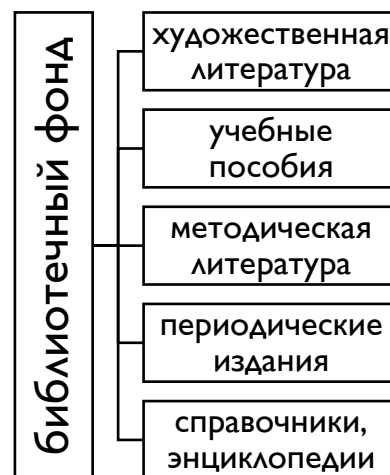 библиотечный фонд
художественная
литература
учебные
пособия
методическая
литература
периодические
издания
справочники,
энциклопедии